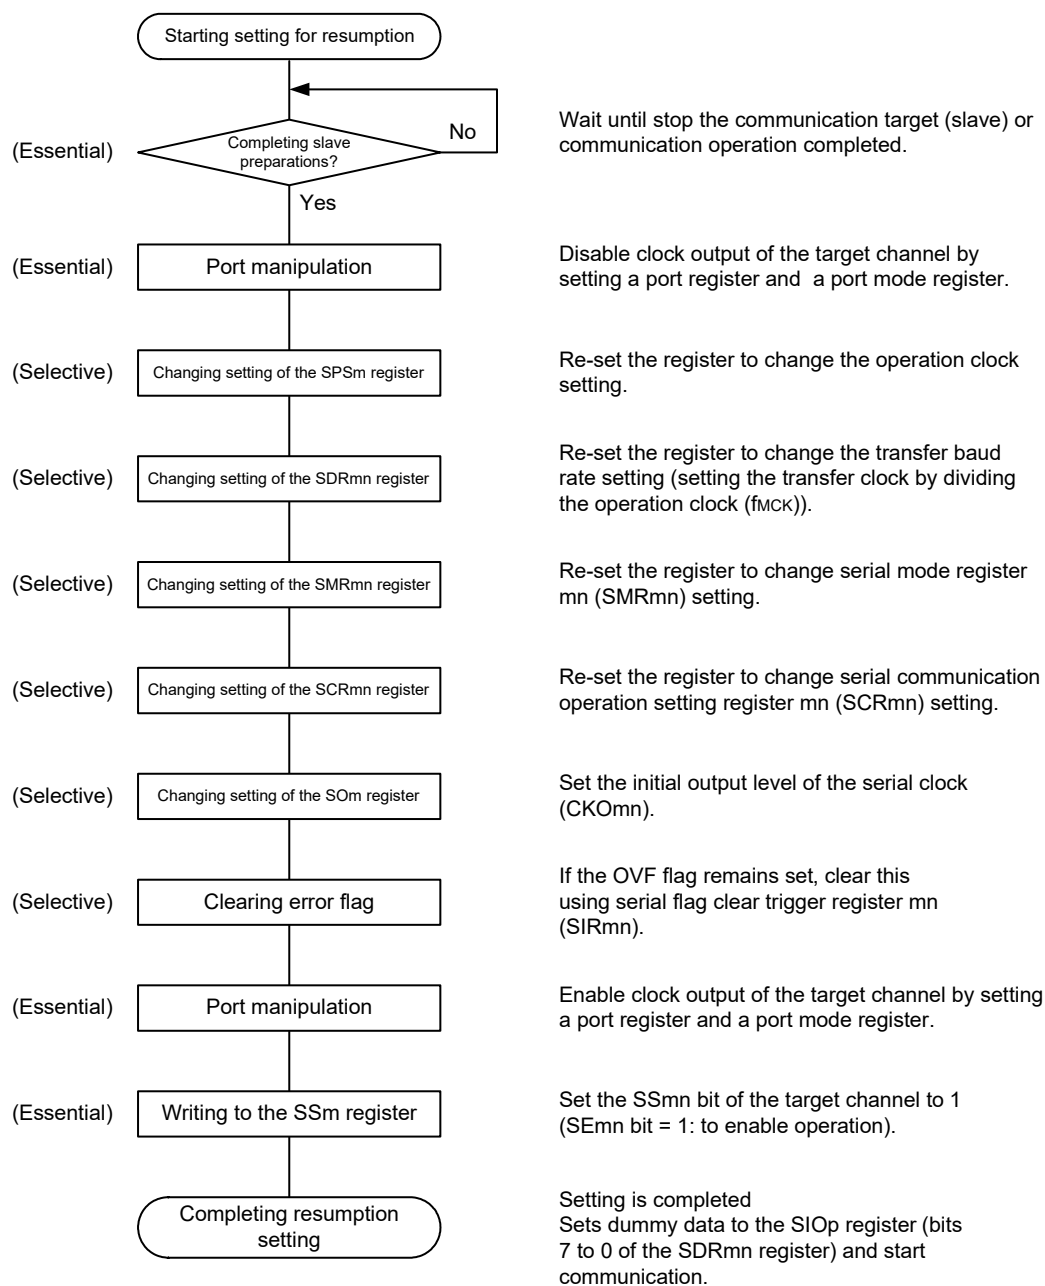 Starting setting for resumption
(Essential)
Completing slave
preparations?
No
Wait until stop the communication target (slave) or
communication operation completed.
Yes
(Essential)
Port manipulation
Disable clock output of the target channel by
setting a port register and  a port mode register.
(Selective)
Changing setting of the SPSm register
Re-set the register to change the operation clock
setting.
(Selective)
Changing setting of the SDRmn register
Re-set the register to change the transfer baud
rate setting (setting the transfer clock by dividing
the operation clock (fMCK)).
(Selective)
Changing setting of the SMRmn register
Re-set the register to change serial mode register
mn (SMRmn) setting.
(Selective)
Changing setting of the SCRmn register
Re-set the register to change serial communication
operation setting register mn (SCRmn) setting.
(Selective)
Changing setting of the SOm register
Set the initial output level of the serial clock
(CKOmn).
(Selective)
Clearing error flag
If the OVF flag remains set, clear this
using serial flag clear trigger register mn
(SIRmn).
(Essential)
Port manipulation
Enable clock output of the target channel by setting
a port register and a port mode register.
(Essential)
Writing to the SSm register
Set the SSmn bit of the target channel to 1
(SEmn bit = 1: to enable operation).
Completing resumption
setting
Setting is completed
Sets dummy data to the SIOp register (bits
7 to 0 of the SDRmn register) and start
communication.